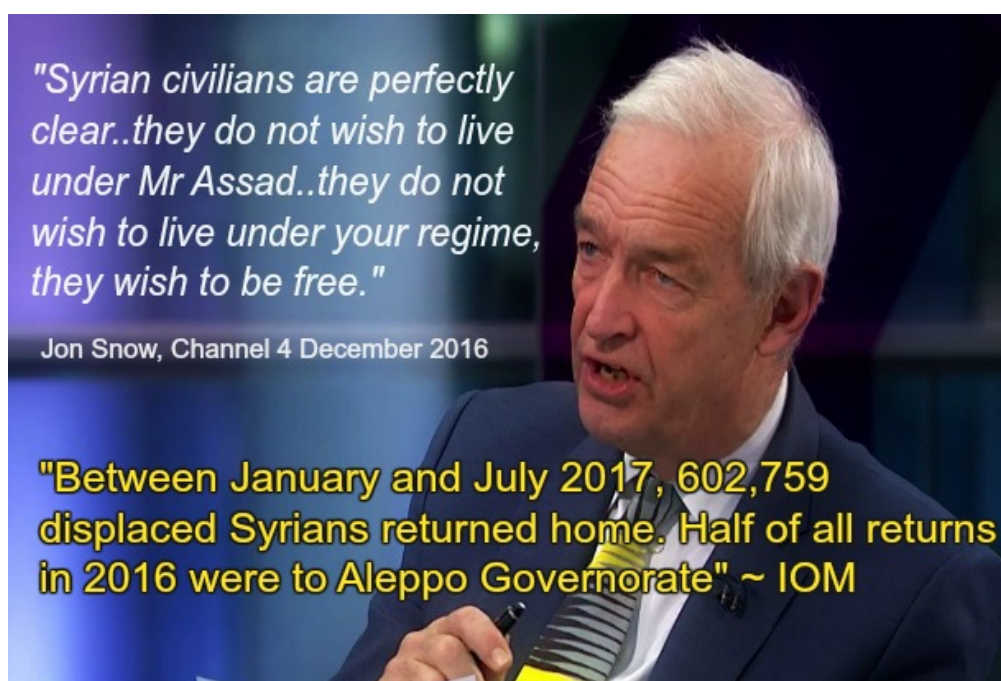 "Syrian civilians are perfectly
clear..they do not wish to live
under Mr Assad..they do not
wish to live under your regime,
they wish to be free."
Jon Snow, Channel 4 December 2016
"Between January and July 2017, 602,759
displaced Syrians returned home. Half of all returns
in 2016 were to Aleppo Governorate" ~ IOM